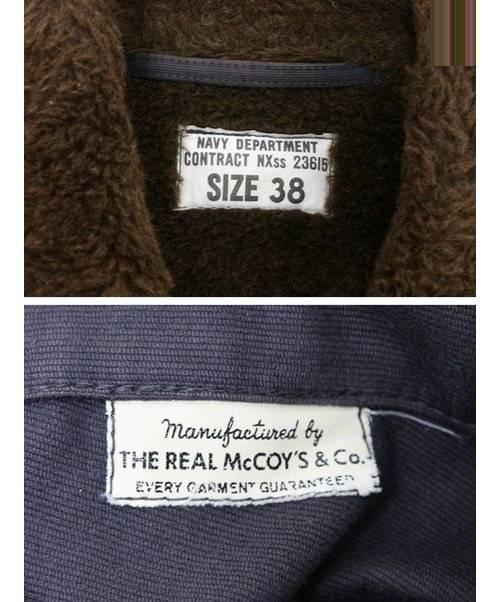 NAVY DEPARTMENT
CONTRACT NXss 23615
SIZE 38
Manufactured by
THE REAL McCOY'S & Co.
EVERY GARMENT GUARANTEED